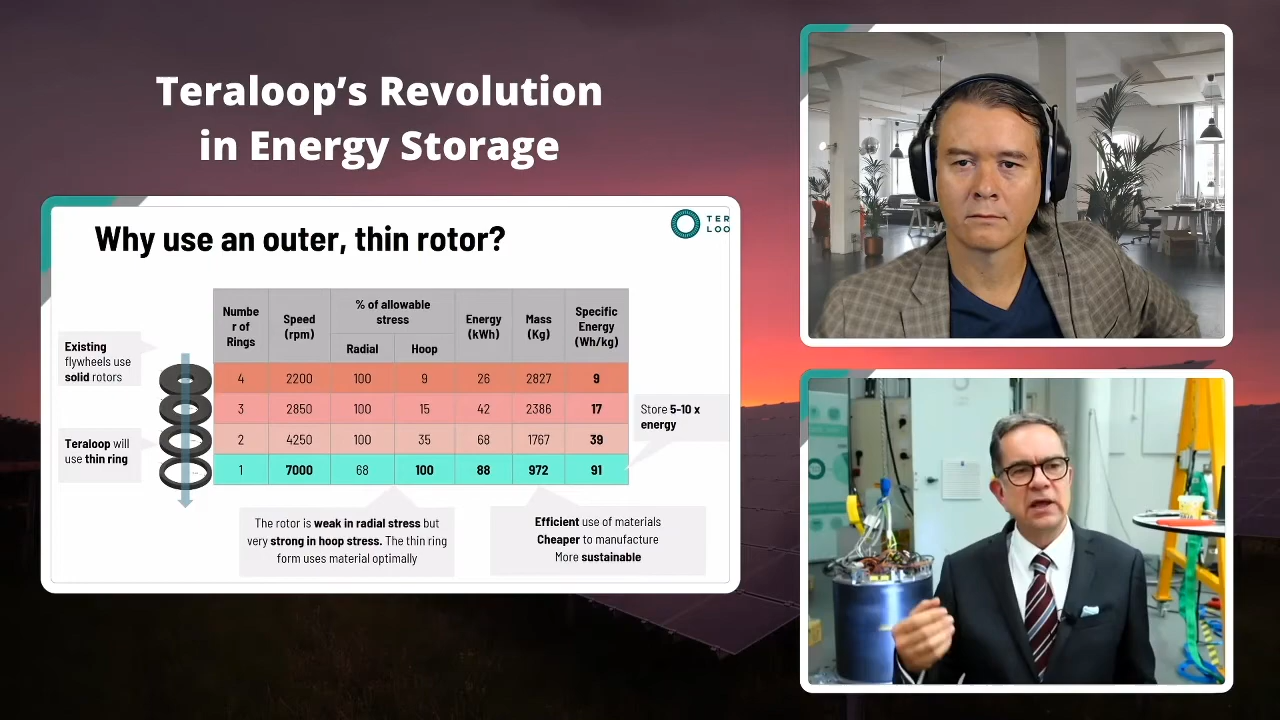 Teraloop’s Revolution
in Energy Storage
Why use an outer, thin rotor?
TER
LOO
Existing
flywheels use
solid rotors
Teraloop will
use thin ring
Numbe
r of
Rings
Speed
(rpm)
% of allowable
stress
Radial
Hoop
Energy
(kWh)
Mass
(Kg)
Specific
Energy
(Wh/kg)
4 2200 100 9 26 2827 9
3 2850 100 15 42 2386 17
2 4250 100 35 68 1767 39
1 7000 68 100 88 972 91
Store 5-10 x
energy
The rotor is weak in radial stress but
very strong in hoop stress. The thin ring
form uses material optimally
Efficient use of materials
Cheaper to manufacture
More sustainable